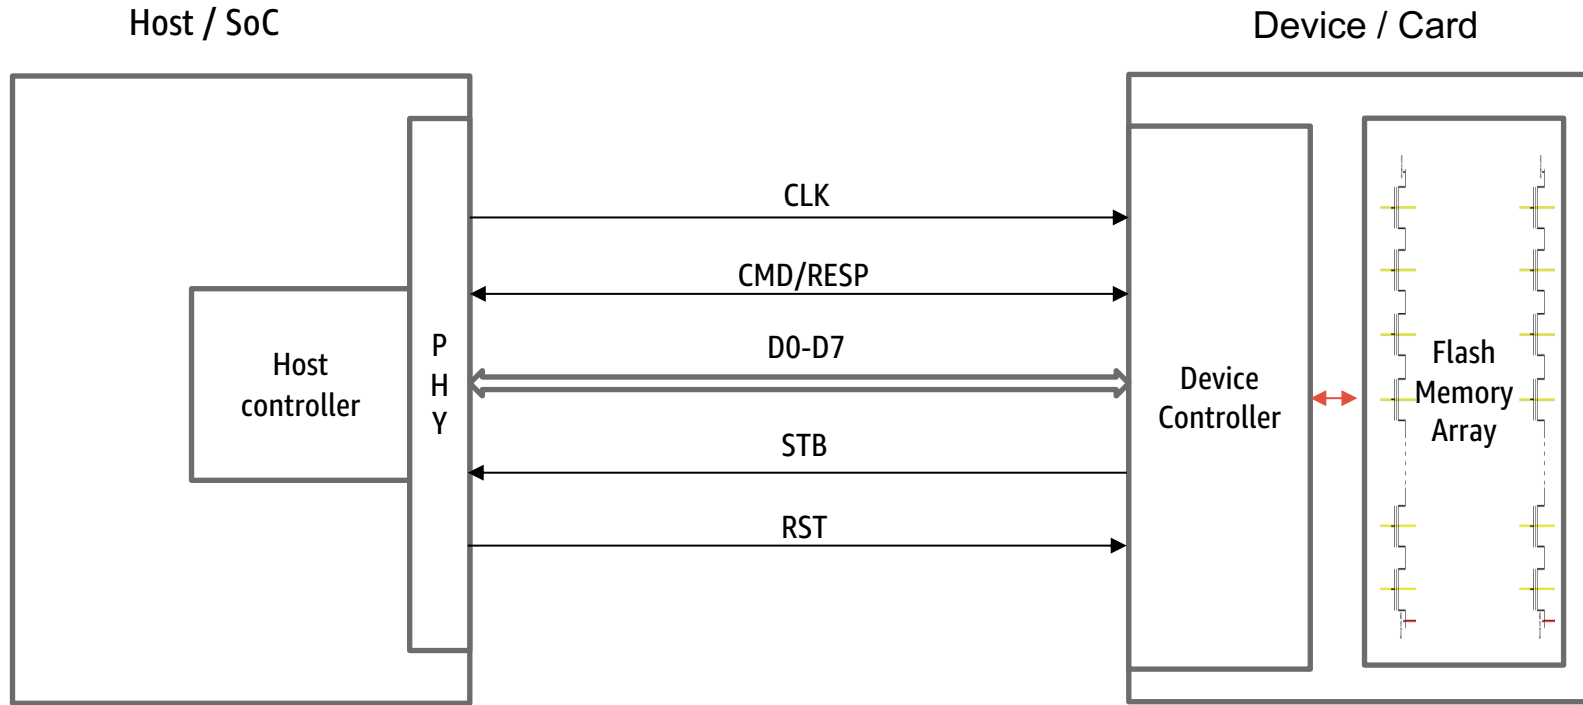 Host / SoC
Device / Card
CLK
CMD/RESP
D0-D7
STB
RST
Host
controller
P
H
Y
Device
Controller
Flash
Memory
Array